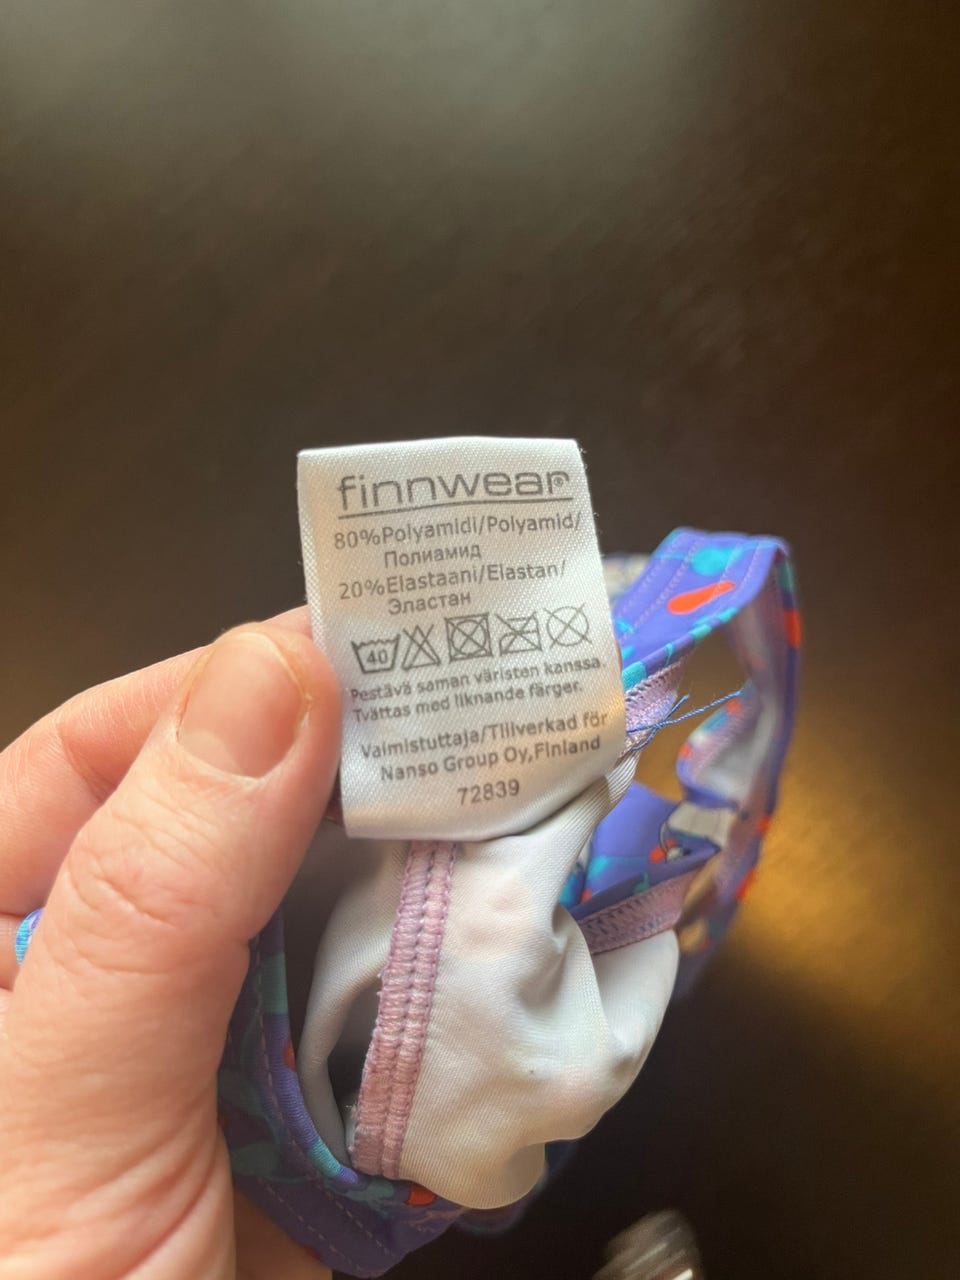 finnwear®
80%Polyamidi/Polyamid/
Полиамид
20%Elastaani/Elastan/
Эластан
40
Pestävä saman väristen kanssa.
Tvättas med liknande färger.
Valmistuttaja/Tillverkad för
Nanso Group Oy,Finland
72839